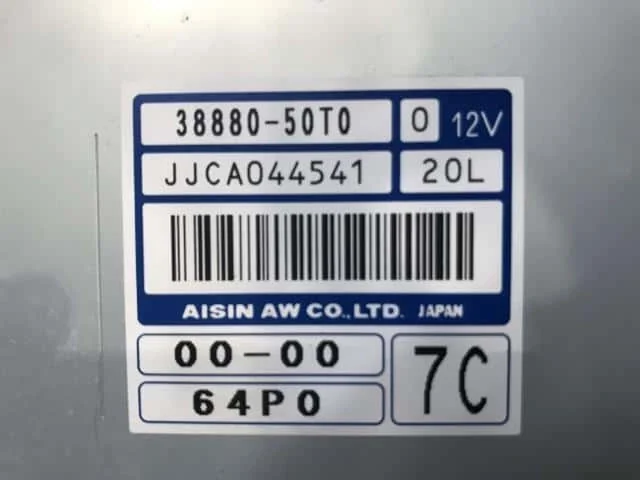 38880-50T0 0 12V
JJCA044541 20L
AISIN AW CO.,LTD. JAPAN
00-00
64P0 7C